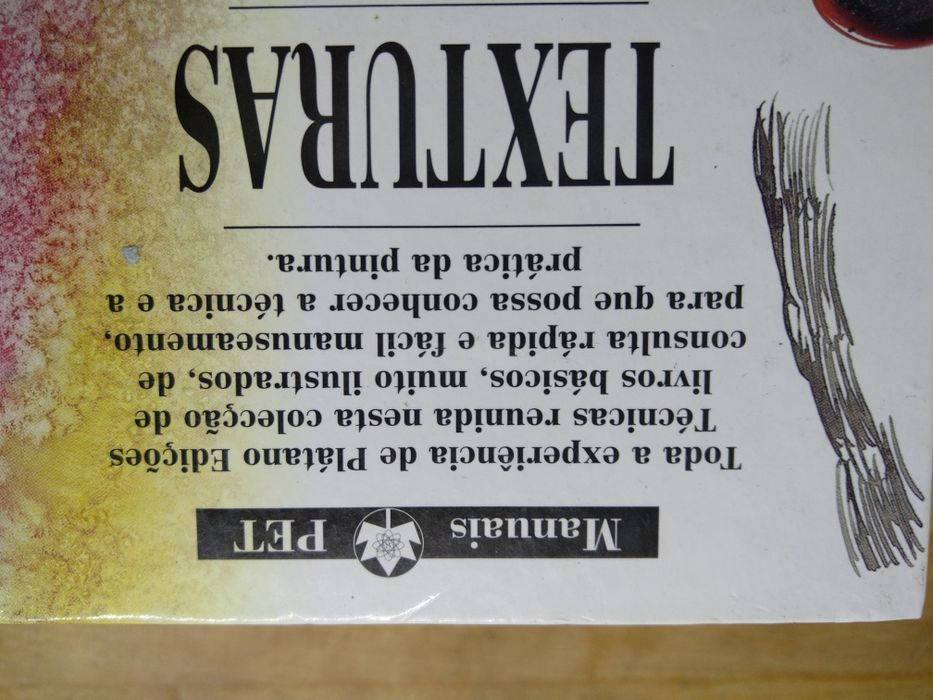 Manuais PET
Toda a experiência de Plátano Edições
Técnicas reunida nesta colecção de
livros básicos, muito ilustrados, de
consulta rápida e fácil manuseamento,
para que possa conhecer a técnica e a
prática da pintura.
TEXTURAS